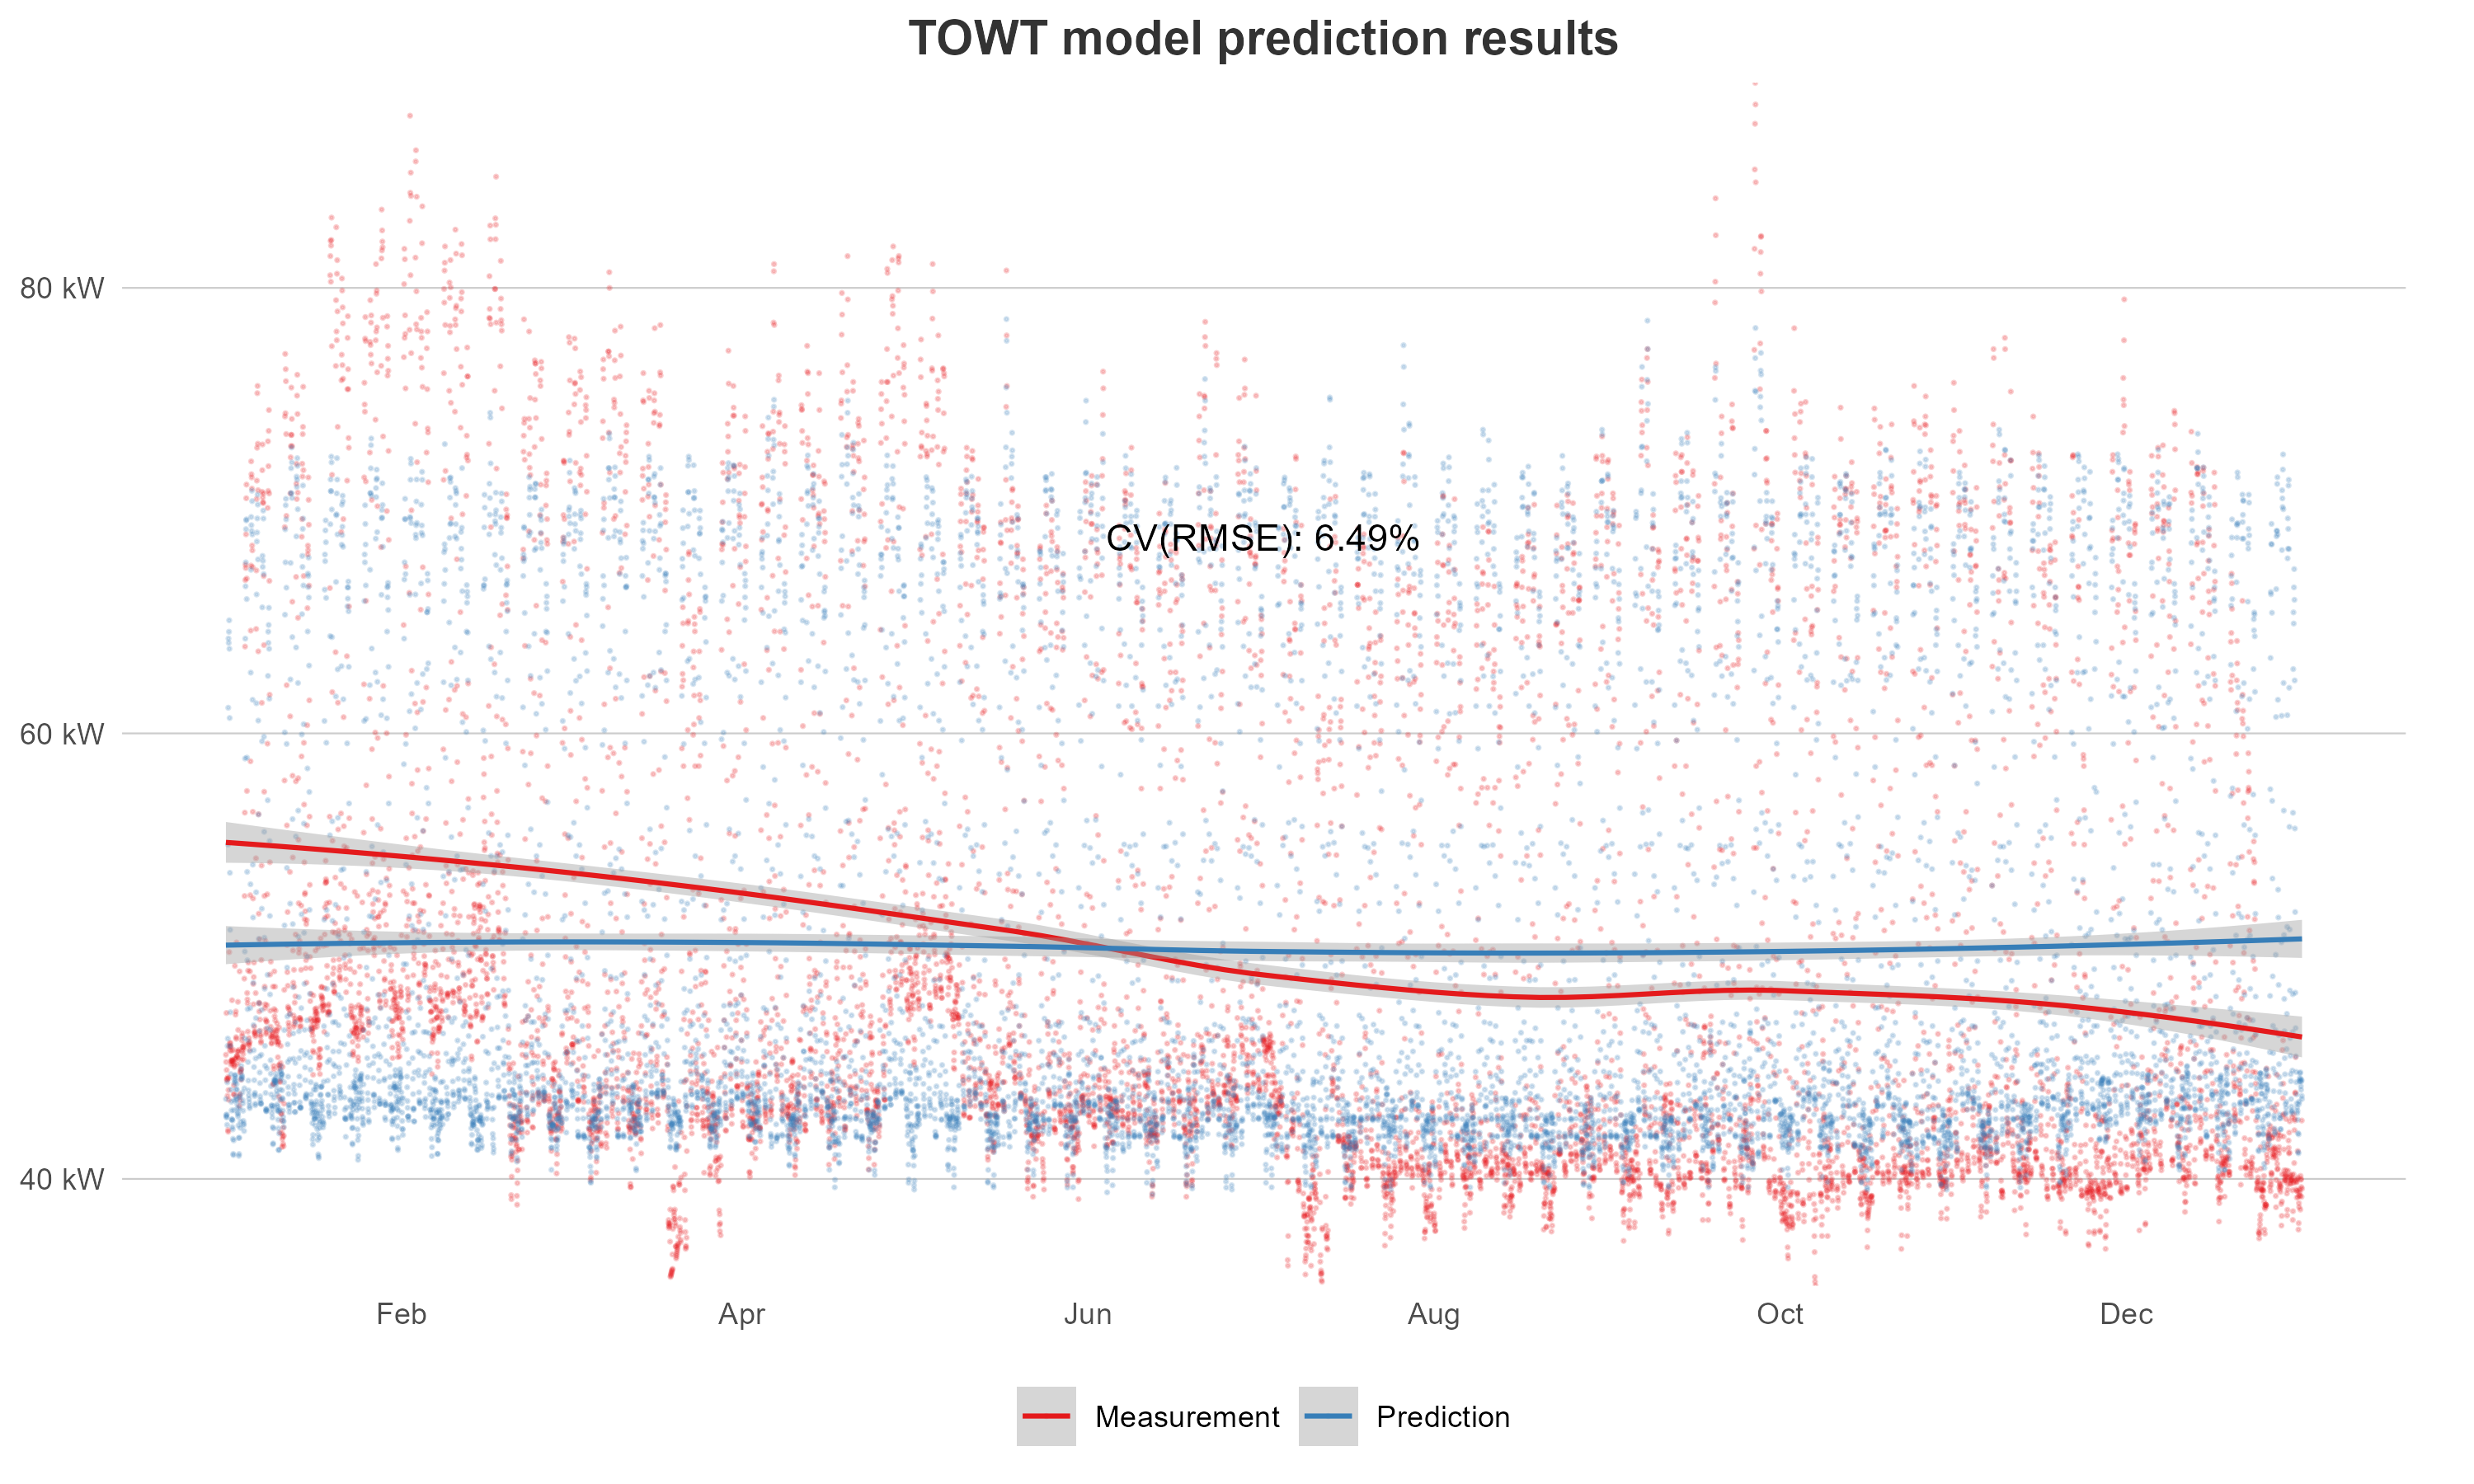 TOWT model prediction results
80 kW
CV(RMSE): 6.49%
60 kW
40 kW
Feb Apr Jun Aug Oct Dec
Measurement Prediction